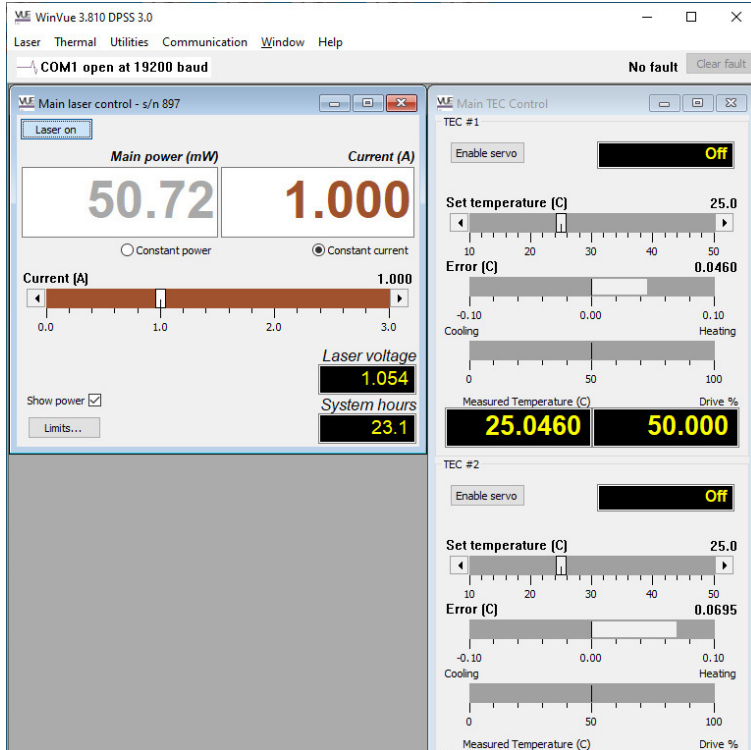 VUE WinVue 3.810 DPSS 3.0
Laser Thermal Utilities Communication Window Help
COM1 open at 19200 baud No fault Clear fault
VUE Main laser control - s/n 897
Laser on
Main power (mW) Current (A)
50.72 1.000
Constant power Constant current
Current (A) 1.000
0.0 1.0 2.0 3.0
Laser voltage
1.054
Show power
System hours
Limits... 23.1
VUE Main TEC Control
TEC #1
Enable servo Off
Set temperature (C) 25.0
10 20 30 40 50
Error (C) 0.0460
-0.10 0.00 0.10
Cooling Heating
0 50 100
Measured Temperature (C) Drive %
25.0460 50.000
TEC #2
Enable servo Off
Set temperature (C) 25.0
10 20 30 40 50
Error (C) 0.0695
-0.10 0.00 0.10
Cooling Heating
0 50 100
Measured Temperature (C) Drive %